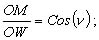 OM/OW = Cos(ν);